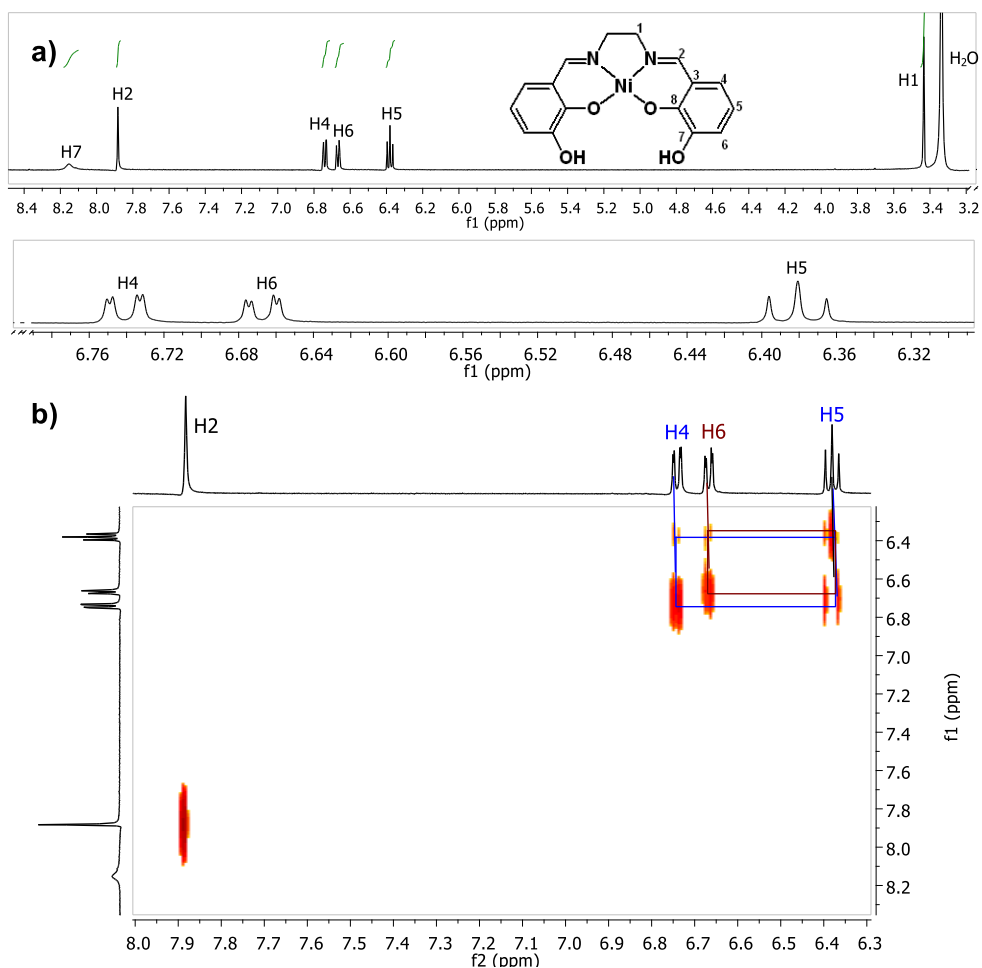 a)
H7
H2
H4
H6
H5
H1
H₂O
1
N
N
2
3
4
Ni
5
O
O
8
7
6
OH
HO
8.4 8.2 8.0 7.8 7.6 7.4 7.2 7.0 6.8 6.6 6.4 6.2 6.0 5.8 5.6 5.4 5.2 5.0 4.8 4.6 4.4 4.2 4.0 3.8 3.6 3.4 3.2
f1 (ppm)
H4
H6
H5
6.76 6.72 6.68 6.64 6.60 6.56 6.52 6.48 6.44 6.40 6.36 6.32
f1 (ppm)
b)
H2
H4
H6
H5
6.4
6.6
6.8
7.0
7.2
7.4
7.6
7.8
8.0
8.2
f1 (ppm)
8.0 7.9 7.8 7.7 7.6 7.5 7.4 7.3 7.2 7.1 7.0 6.9 6.8 6.7 6.6 6.5 6.4 6.3
f2 (ppm)